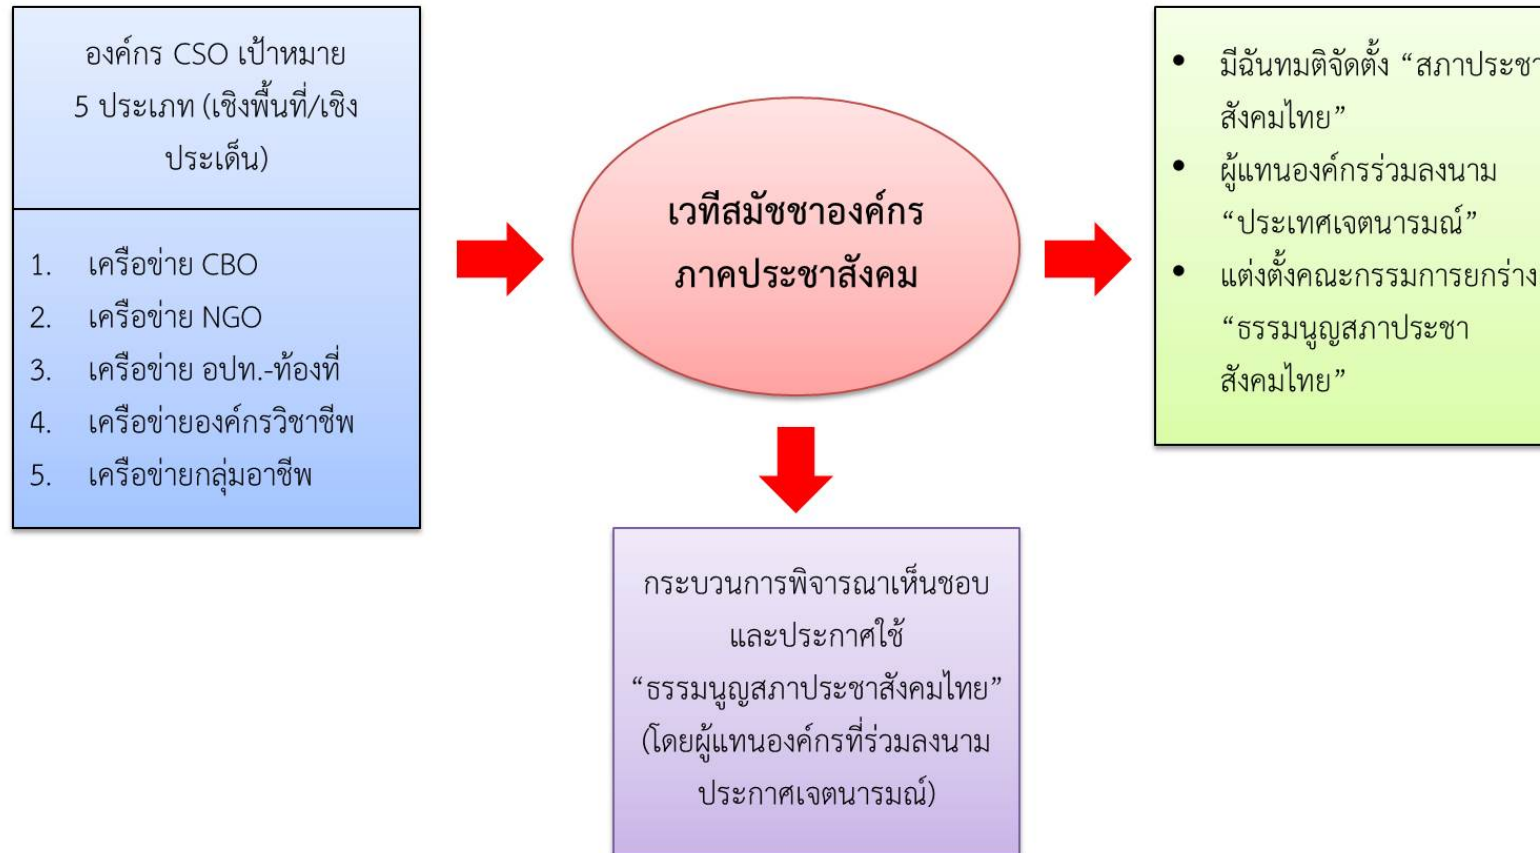 องค์กร CSO เป้าหมาย
5 ประเภท (เชิงพื้นที่/เชิง
ประเด็น)
1. เครือข่าย CBO
2. เครือข่าย NGO
3. เครือข่าย อปท.-ท้องที่
4. เครือข่ายองค์กรวิชาชีพ
5. เครือข่ายกลุ่มอาชีพ
เวทีสมัชชาองค์กร
ภาคประชาสังคม
• มีฉันทมติจัดตั้ง “สภาประชา
สังคมไทย”
• ผู้แทนองค์กรร่วมลงนาม
“ประเทศเจตนารมณ์”
• แต่งตั้งคณะกรรมการยกร่าง
“ธรรมนูญสภาประชา
สังคมไทย”
กระบวนการพิจารณาเห็นชอบ
และประกาศใช้
“ธรรมนูญสภาประชาสังคมไทย”
(โดยผู้แทนองค์กรที่ร่วมลงนาม
ประกาศเจตนารมณ์)